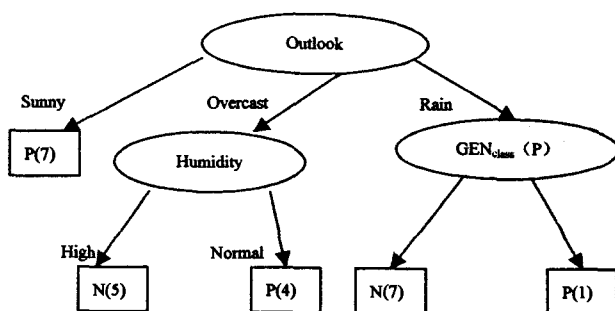 Outlook
Sunny
Overcast
Rain
P(7)
Humidity
GENclass (P)
High
Normal
N(5)
P(4)
N(7)
P(1)